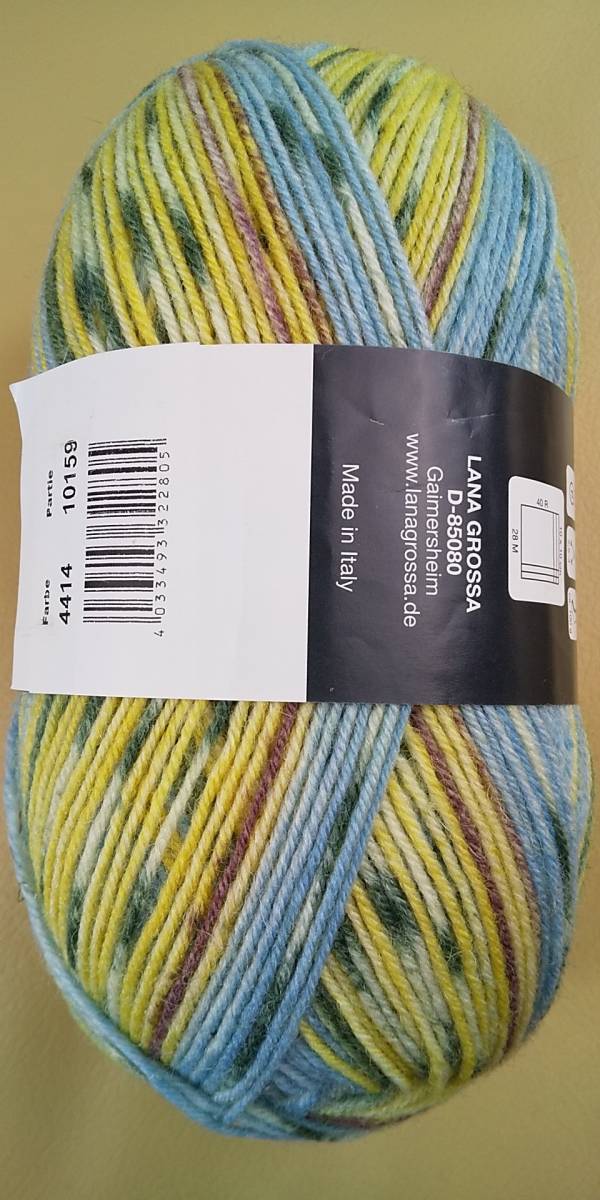 Partie
10159
Farbe
4414
4 033493 322805
LANA GROSSA
D-85080
Gaimersheim
www.lanagrossa.de
Made in Italy
40 R
28 M